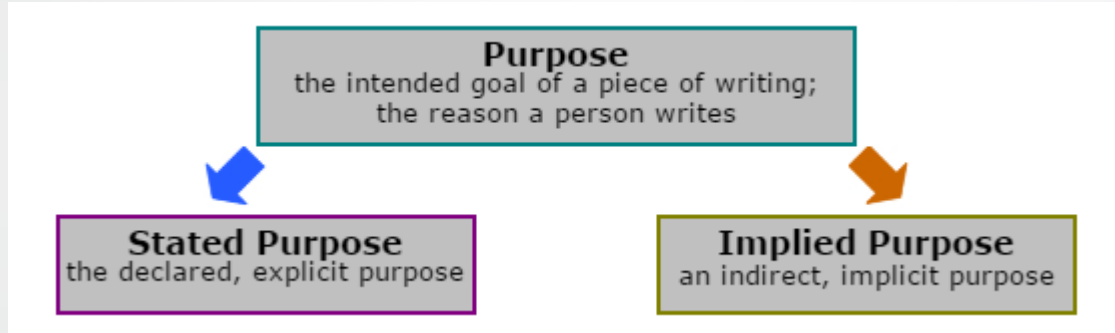 Purpose
the intended goal of a piece of writing;
the reason a person writes
Stated Purpose
the declared, explicit purpose
Implied Purpose
an indirect, implicit purpose